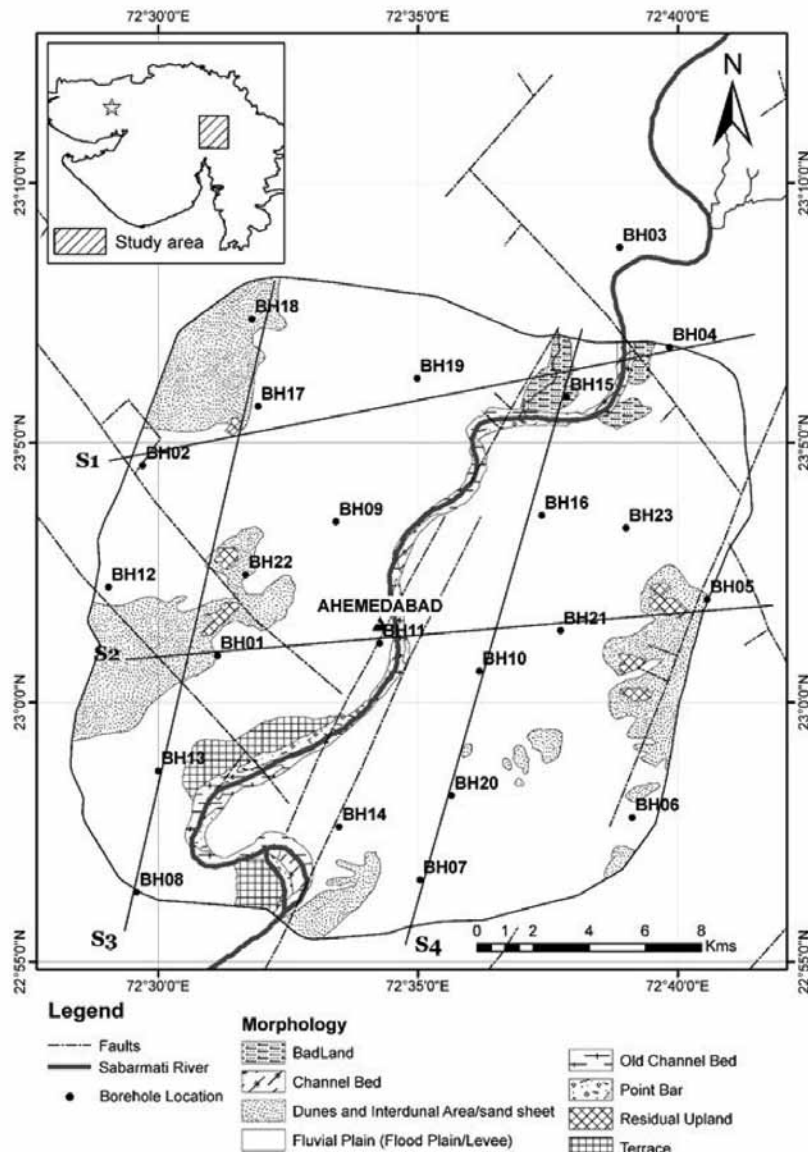 72°30'0"E 72°35'0"E 72°40'0"E
N
23°10'0"N 23°10'0"N
Study area
BH03
BH18
BH04
BH19
BH15
BH17
23°5'0"N 23°5'0"N
S1
BH02
BH09
BH16
BH23
BH22
BH12
BH05
AHEMEDABAD
BH21
BH11
S2
BH01
BH10
23°0'0"N 23°0'0"N
BH13
BH20
BH06
BH14
BH08
BH07
S3
S4
0 1 2 4 6 8
Kms
22°55'0"N 22°55'0"N
72°30'0"E 72°35'0"E 72°40'0"E
Legend
Faults
Sabarmati River
Borehole Location
Morphology
BadLand
Channel Bed
Dunes and Interdunal Area/sand sheet
Fluvial Plain (Flood Plain/Levee)
Old Channel Bed
Point Bar
Residual Upland
Terrace